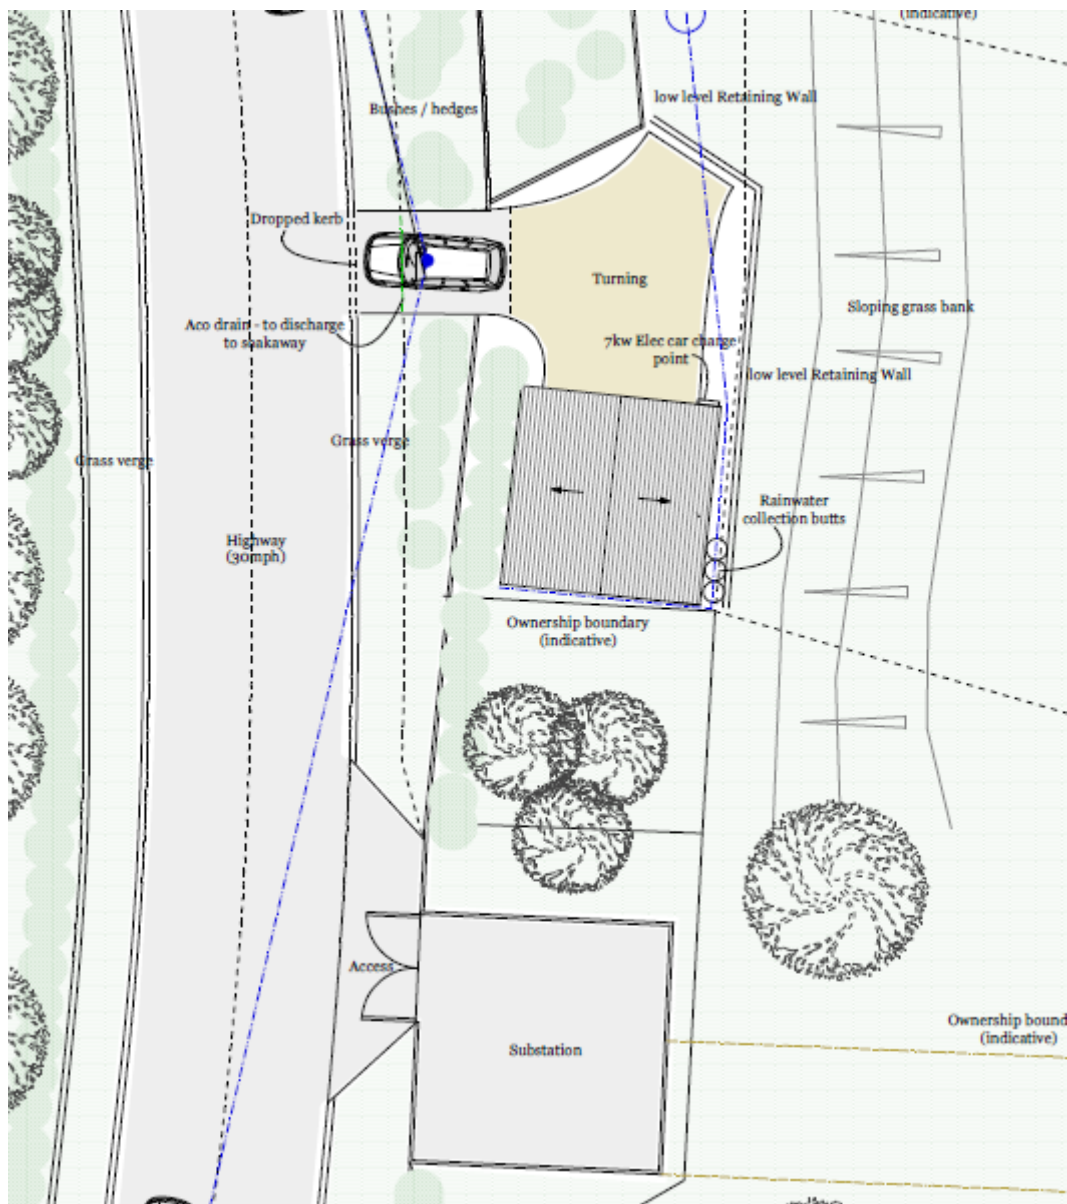 (indicative)
low level Retaining Wall
Bushes / hedges
Dropped kerb
Turning
Sloping grass bank
Aco drain - to discharge
to soakaway
7kw Elec car charge
point
low level Retaining Wall
Grass verge
Grass verge
Rainwater
collection butts
Highway
(30mph)
Ownership boundary
(indicative)
Access
Ownership bound
(indicative)
Substation